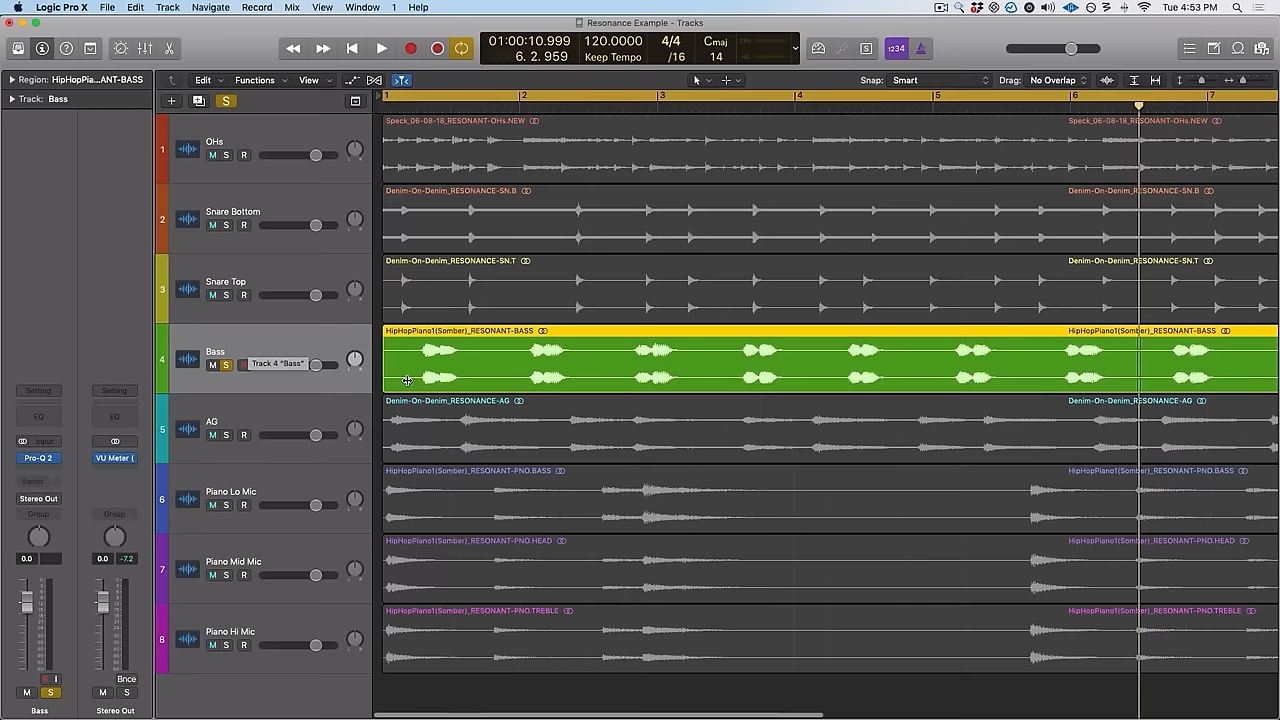 Logic Pro X File Edit Track Navigate Record Mix View Window 1 Help Tue 4:53 PM
Resonance Example - Tracks
01:00:10.999 120.0000 4/4 Cmaj
6. 2. 959 Keep Tempo /16 14
1234
Region: HipHopPia...ANT-BASS Edit Functions View Snap: Smart Drag: No Overlap
Track: Bass S 1 2 3 4 5 6 7
Speck_06-08-18_RESONANT-OHs.NEW Speck_06-08-18_RESONANT-OHs.NEW
1 OHs
M S R
Denim-On-Denim_RESONANCE-SN.B Denim-On-Denim_RESONANCE-SN.B
2 Snare Bottom
M S R
Denim-On-Denim_RESONANCE-SN.T Denim-On-Denim_RESONANCE-SN.T
3 Snare Top
M S R
HipHopPiano1(Somber)_RESONANT-BASS HipHopPiano1(Somber)_RESONANT-BASS
4 Bass
M S R Track 4 “Bass”
Denim-On-Denim_RESONANCE-AG Denim-On-Denim_RESONANCE-AG
5 AG
M S R
HipHopPiano1(Somber)_RESONANT-PNO.BASS HipHopPiano1(Somber)_RESONANT-PNO.BASS
6 Piano Lo Mic
M S R
HipHopPiano1(Somber)_RESONANT-PNO.HEAD HipHopPiano1(Somber)_RESONANT-PNO.HEAD
7 Piano Mid Mic
M S R
HipHopPiano1(Somber)_RESONANT-PNO.TREBLE HipHopPiano1(Somber)_RESONANT-PNO.TREBLE
8 Piano Hi Mic
M S R
Setting Setting
EQ EQ
Input
Pro-Q 2 VU Meter (
Sends
Stereo Out
Group Group
0.0 0.0 -7.2
R I Bnce
M S M S
Bass Stereo Out